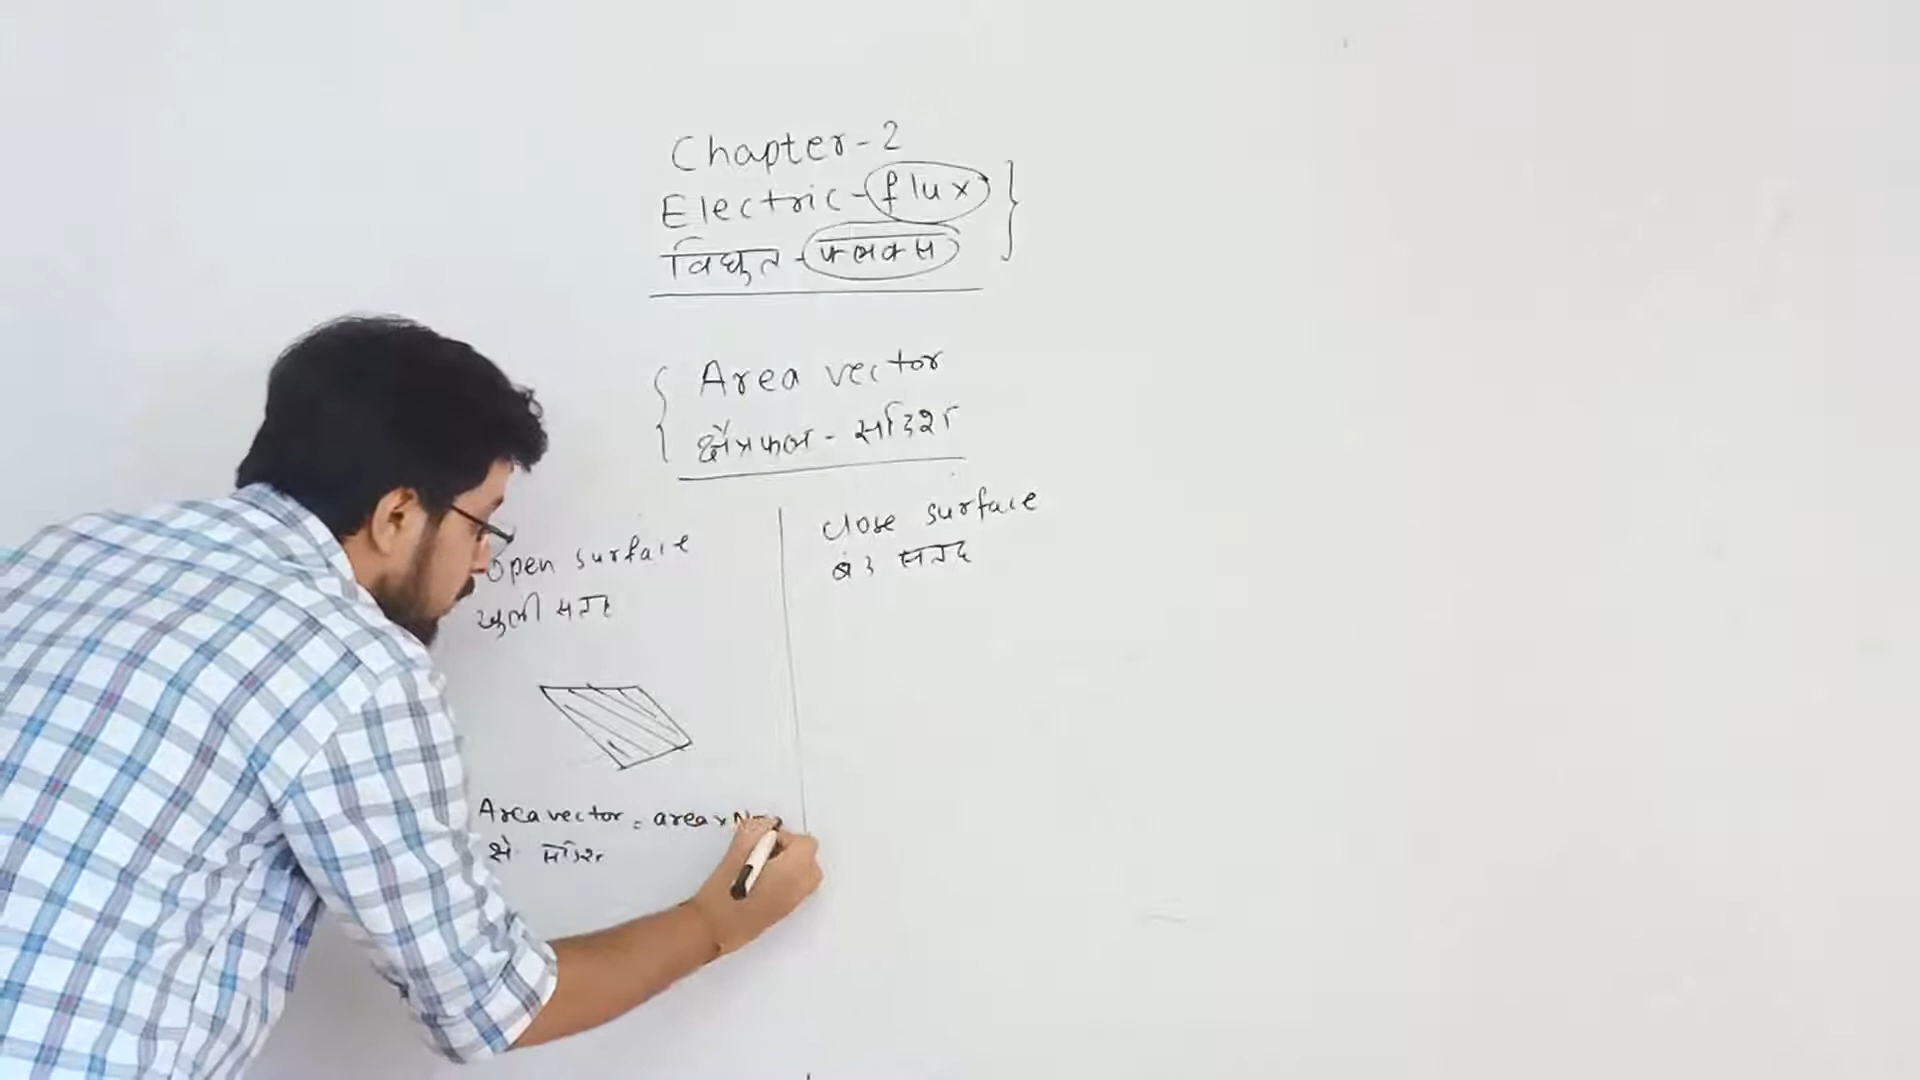 Chapter-2
Electric-flux
विद्युत-फ्लक्स
Area vector
क्षेत्रफल - सदिश
Open surface
खुली सतह
Close surface
बंद सतह
Area vector = area x
क्षे. सदिश